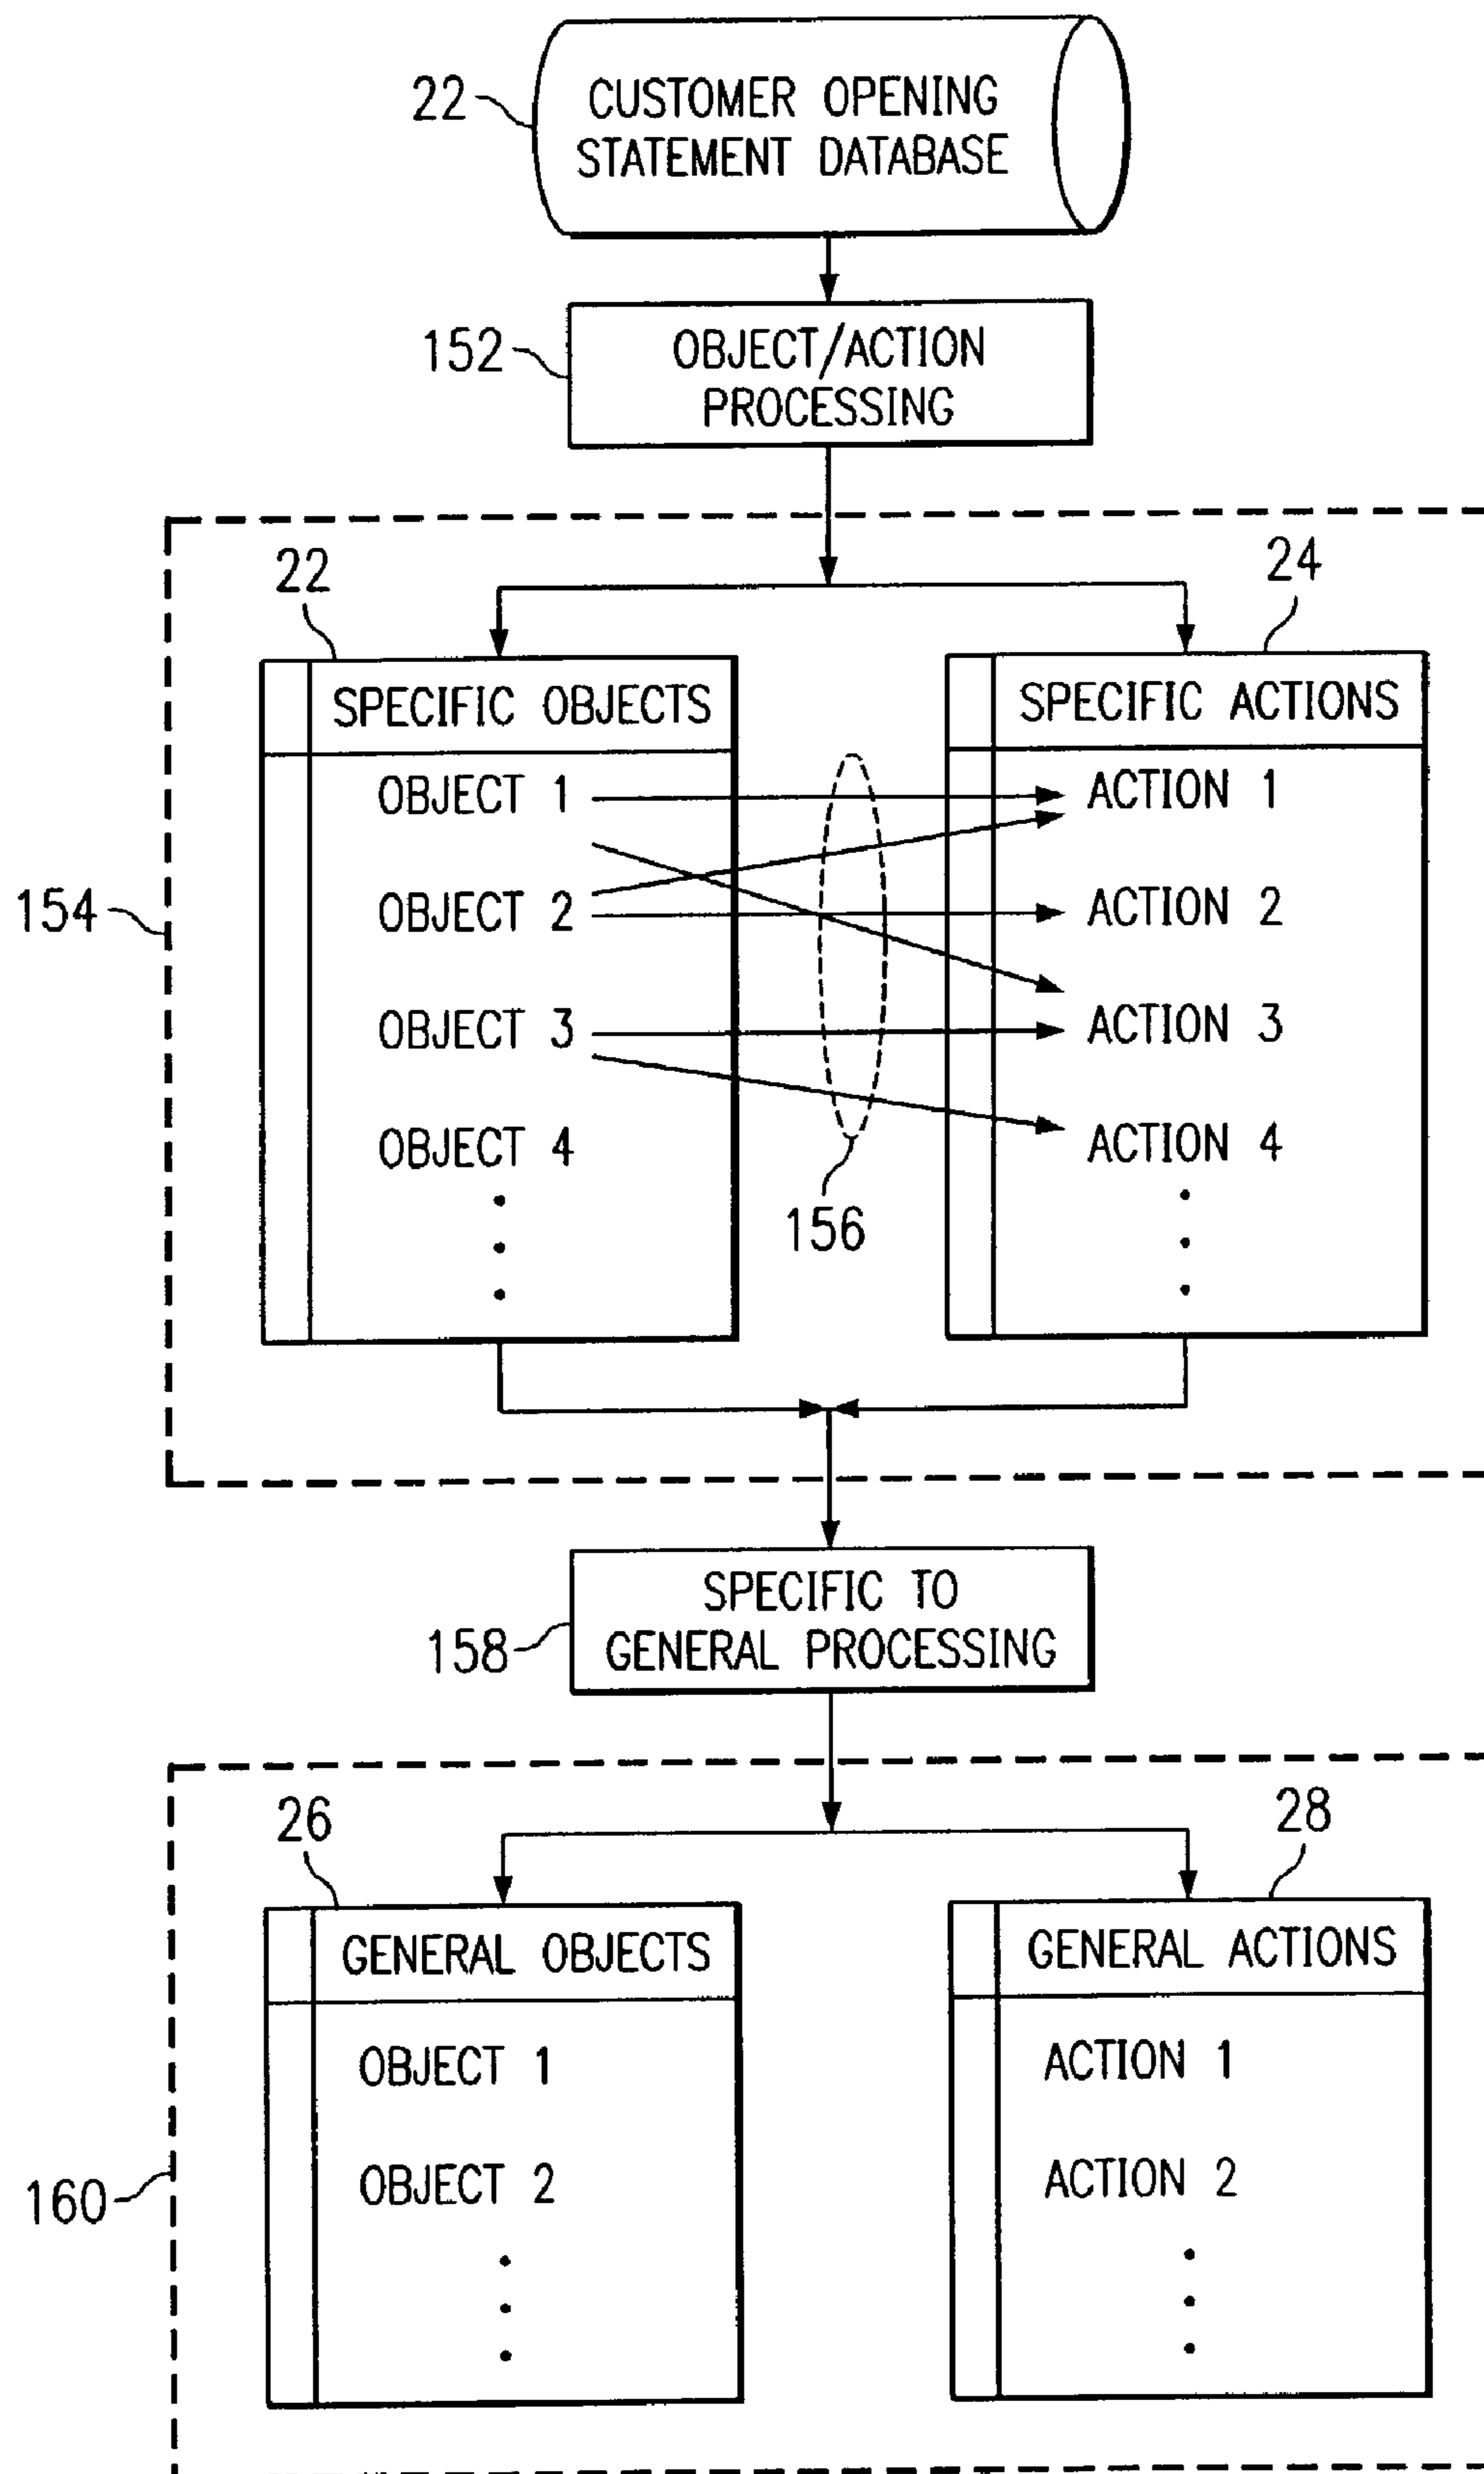 22
CUSTOMER OPENING
STATEMENT DATABASE
152
OBJECT/ACTION
PROCESSING
154
22
24
SPECIFIC OBJECTS
OBJECT 1
OBJECT 2
OBJECT 3
OBJECT 4
SPECIFIC ACTIONS
ACTION 1
ACTION 2
ACTION 3
ACTION 4
156
158
SPECIFIC TO
GENERAL PROCESSING
160
26
28
GENERAL OBJECTS
OBJECT 1
OBJECT 2
GENERAL ACTIONS
ACTION 1
ACTION 2